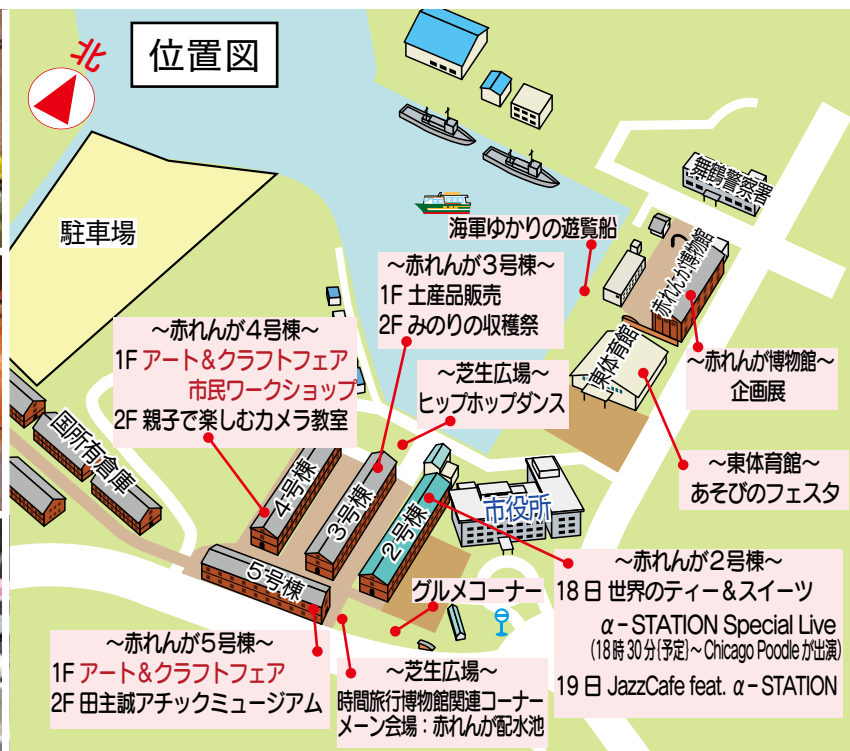 北
位置図
駐車場
舞鶴警察署
海軍ゆかりの遊覧船
赤れんが博物館
～赤れんが3号棟～
1F 土産品販売
2F みのりの収穫祭
～赤れんが4号棟～
1F アート＆クラフトフェア
市民ワークショップ
2F 親子で楽しむカメラ教室
～芝生広場～
ヒップホップダンス
東体育館
～赤れんが博物館～
企画展
国所有倉庫
～東体育館～
あそびのフェスタ
4号棟
3号棟
2号棟
市役所
5号棟
グルメコーナー
～赤れんが2号棟～
18日 世界のティー＆スイーツ
α-STATION Special Live
(18時30分(予定)～Chicago Poodleが出演)
19日 JazzCafe feat. α-STATION
～赤れんが5号棟～
1F アート＆クラフトフェア
2F 田主誠アチックミュージアム
～芝生広場～
時間旅行博物館関連コーナー
メーン会場：赤れんが配水池